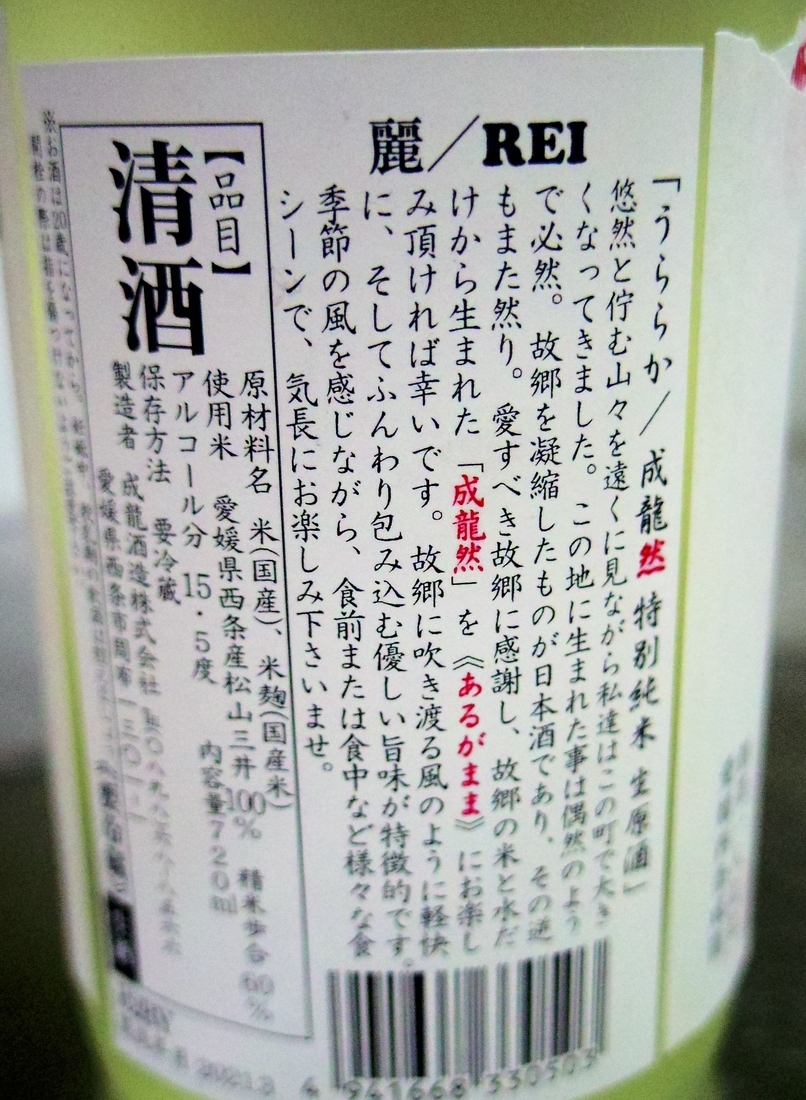 麗／REI
「うららか／成龍然 特別純米 生原酒」
悠然と佇む山々を遠くに見ながら私達はこの町で大き
くなってきました。この地に生まれた事は偶然のよう
で必然。故郷を凝縮したものが日本酒であり、その逆
もまた然り。愛すべき故郷に感謝し、故郷の米と水だ
けから生まれた「成龍然」を《あるがまま》にお楽し
み頂ければ幸いです。故郷に吹き渡る風のように軽快
に、そしてふんわり包み込む優しい旨味が特徴的です。
季節の風を感じながら、食前または食中など様々な食
シーンで、気長にお楽しみ下さいませ。
【品目】
清酒
原材料名 米(国産)、米麹(国産米)
使用米 愛媛県西条産松山三井100% 精米歩合 60%
アルコール分 15・5度 内容量720ml
保存方法 要冷蔵
製造者 成龍酒造株式会社
愛媛県西条市周布
※お酒は20歳になってから。
4 941668 330503